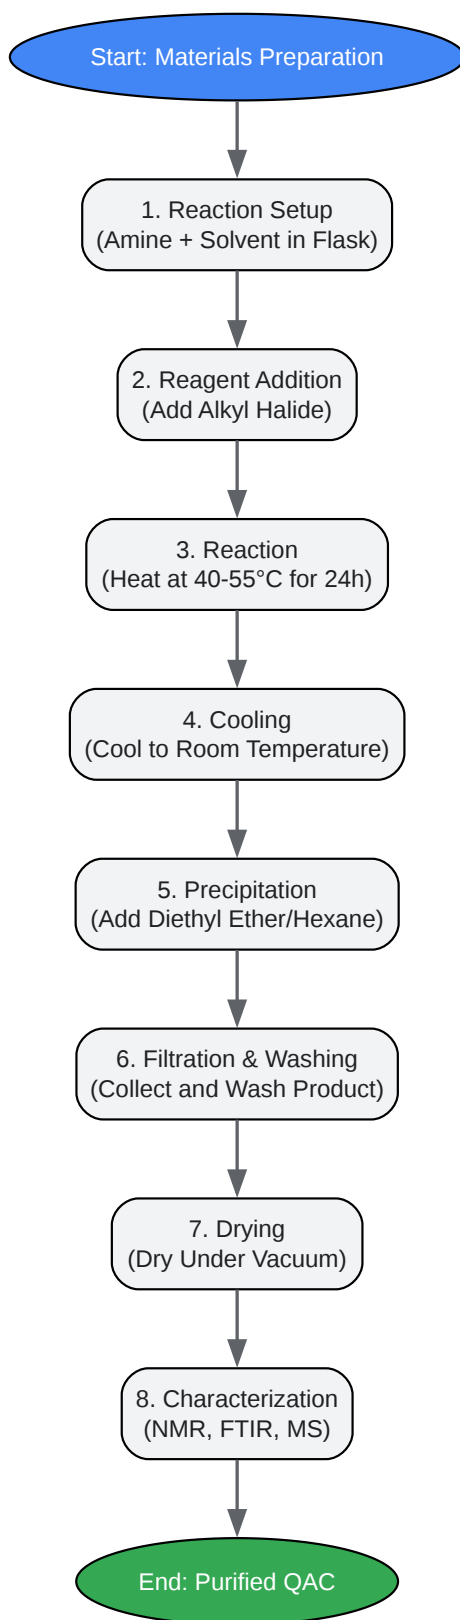 Start: Materials Preparation
1. Reaction Setup
(Amine + Solvent in Flask)
2. Reagent Addition
(Add Alkyl Halide)
3. Reaction
(Heat at 40-55°C for 24h)
4. Cooling
(Cool to Room Temperature)
5. Precipitation
(Add Diethyl Ether/Hexane)
6. Filtration & Washing
(Collect and Wash Product)
7. Drying
(Dry Under Vacuum)
8. Characterization
(NMR, FTIR, MS)
End: Purified QAC